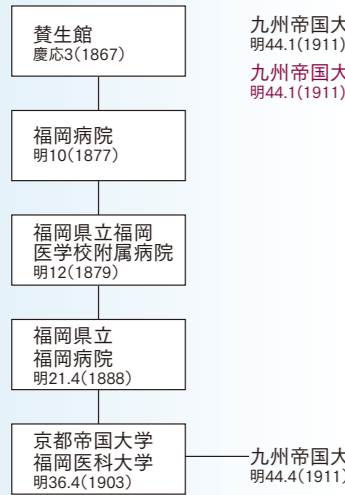 賛生館
慶応3(1867)
九州帝国大
明44.1(1911)
九州帝国大
明44.1(1911)
福岡病院
明10(1877)
福岡県立福岡
医学校附属病院
明12(1879)
福岡県立
福岡病院
明21.4(1888)
京都帝国大学
福岡医科大学
明36.4(1903)
九州帝国大
明44.4(1911)